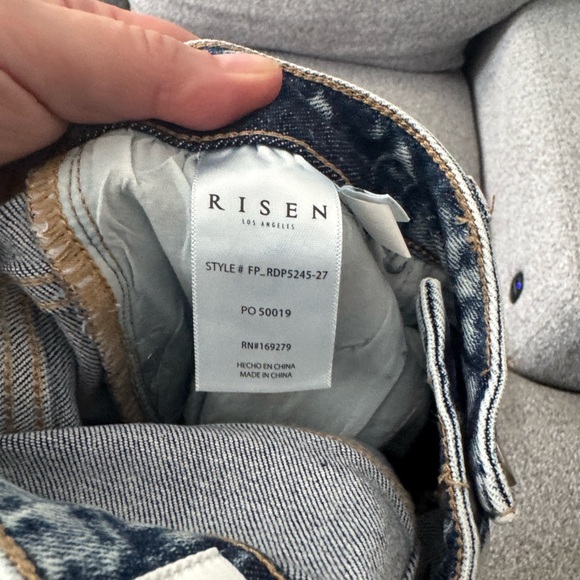 RISEN
LOS ANGELES
STYLE # FP_RDP5245-27
PO 50019
RN#169279
HECHO EN CHINA
MADE IN CHINA